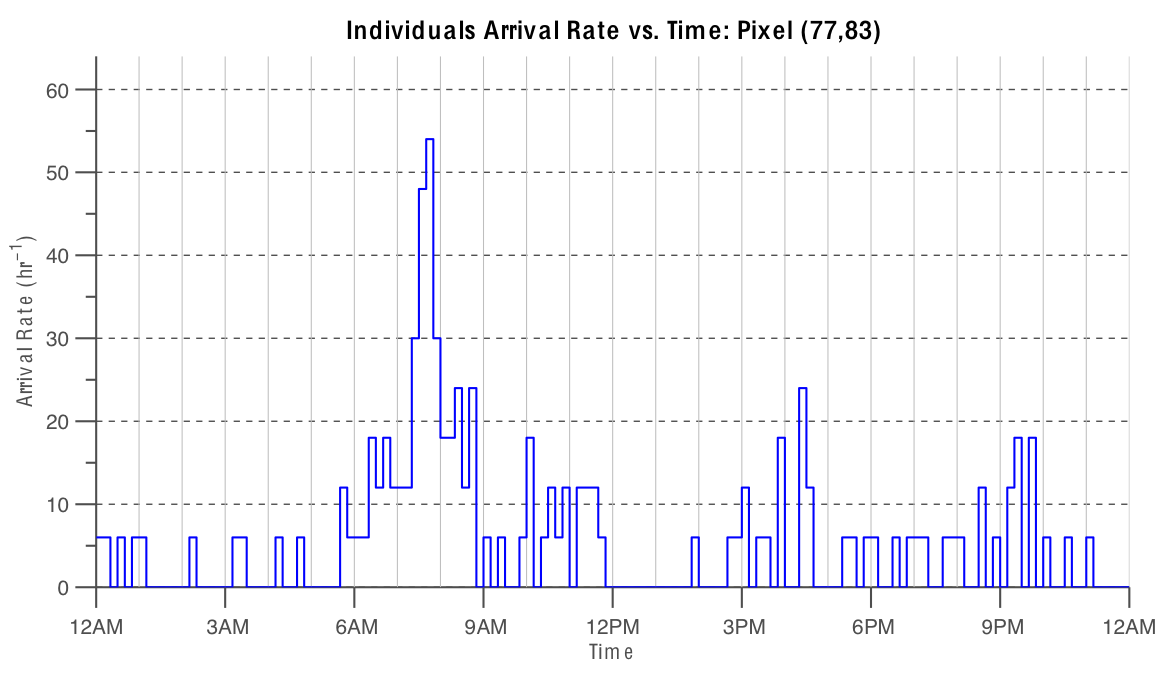 Individuals Arrival Rate vs. Time: Pixel (77,83)
60
50
40
30
20
10
0
Arrival Rate (hr⁻¹)
12AM 3AM 6AM 9AM 12PM 3PM 6PM 9PM 12AM
Time